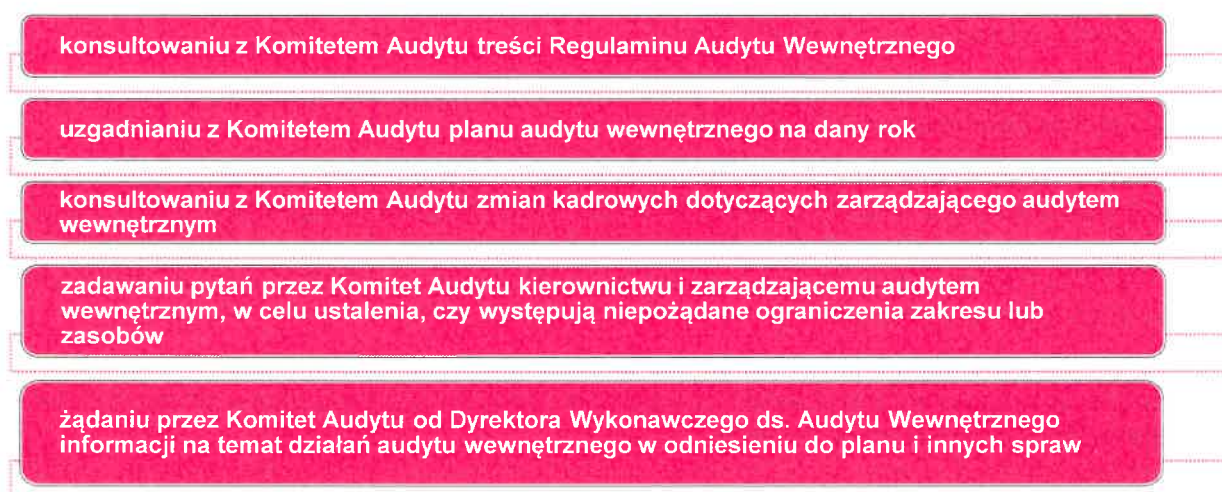 konsultowaniu z Komitetem Audytu treści Regulaminu Audytu Wewnętrznego
uzgadnianiu z Komitetem Audytu planu audytu wewnętrznego na dany rok
konsultowaniu z Komitetem Audytu zmian kadrowych dotyczących zarządzającego audytem
wewnętrznym
zadawaniu pytań przez Komitet Audytu kierownictwu i zarządzającemu audytem
wewnętrznym, w celu ustalenia, czy występują niepożądane ograniczenia zakresu lub
zasobów
żądaniu przez Komitet Audytu od Dyrektora Wykonawczego ds. Audytu Wewnętrznego
informacji na temat działań audytu wewnętrznego w odniesieniu do planu i innych spraw